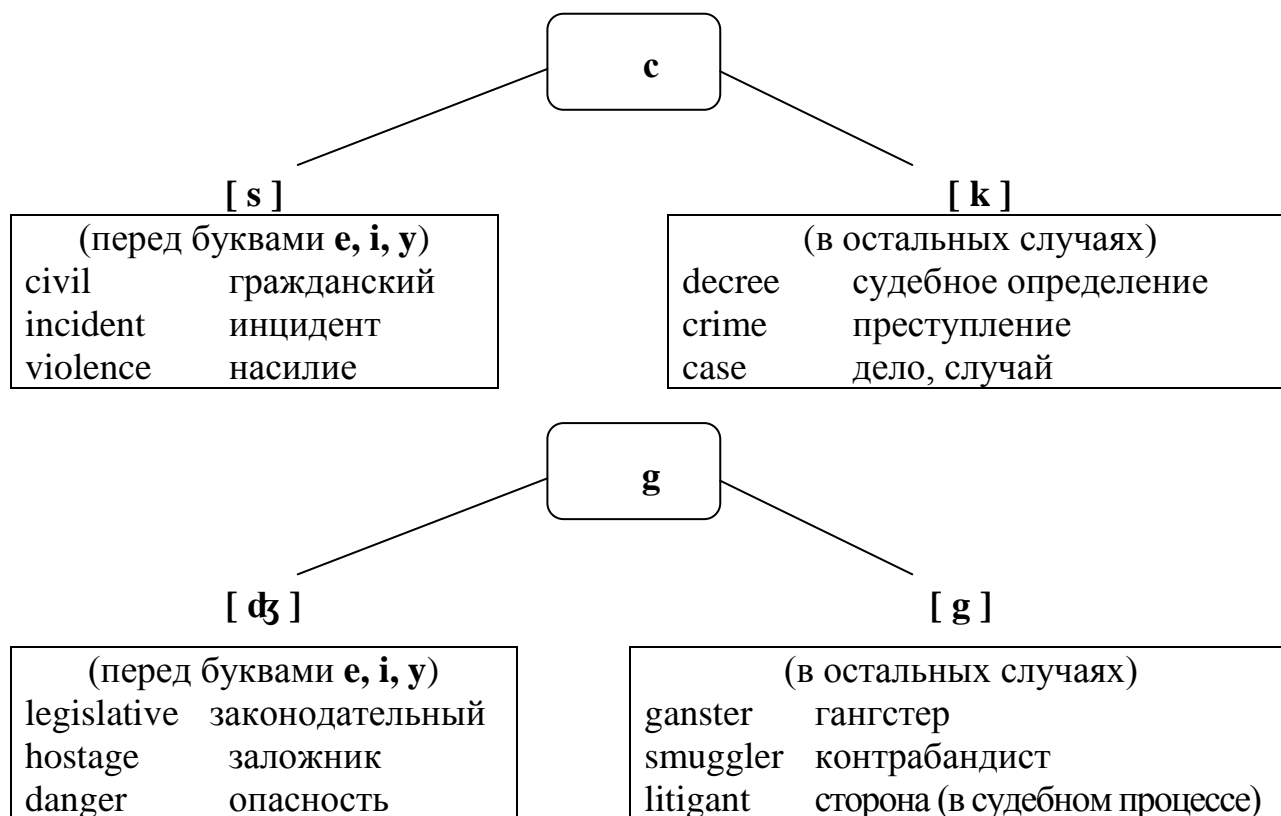 c
[ s ] [ k ]
(перед буквами e, i, y) (в остальных случаях)
civil гражданский decree судебное определение
incident инцидент crime преступление
violence насилие case дело, случай
g
[ ʤ ] [ g ]
(перед буквами e, i, y) (в остальных случаях)
legislative законодательный ganster гангстер
hostage заложник smuggler контрабандист
danger опасность litigant сторона (в судебном процессе)